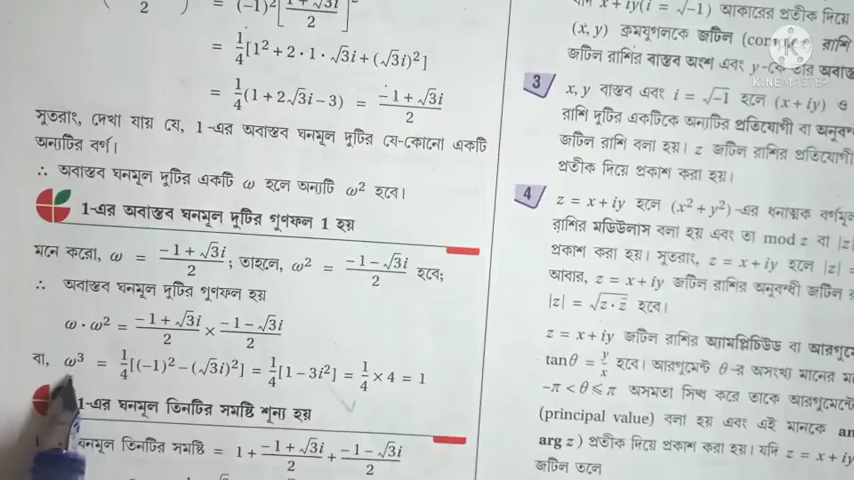 = 1/4[1² + 2·1·√3i + (√3i)²]
= 1/4(1 + 2√3i − 3) = (−1 + √3i)/2
সুতরাং, দেখা যায় যে, 1-এর অবাস্তব ঘনমূল দুটির যে-কোনো একটি
অন্যটির বর্গ।
∴ অবাস্তব ঘনমূল দুটির একটি ω হলে অন্যটি ω² হবে।
1-এর অবাস্তব ঘনমূল দুটির গুণফল 1 হয়
মনে করো, ω = (−1 + √3i)/2; তাহলে, ω² = (−1 − √3i)/2 হবে;
∴ অবাস্তব ঘনমূল দুটির গুণফল হয়
ω · ω² = (−1 + √3i)/2 × (−1 − √3i)/2
বা, ω³ = 1/4[(−1)² − (√3i)²] = 1/4[1 − 3i²] = 1/4 × 4 = 1
1-এর ঘনমূল তিনটির সমষ্টি শূন্য হয়
ঘনমূল তিনটির সমষ্টি = 1 + (−1 + √3i)/2 + (−1 − √3i)/2
x + iy(i = √−1) আকারের প্রতীক দিয়ে
(x, y) ক্রমযুগলকে জটিল রাশি
জটিল রাশির বাস্তব অংশ এবং y-কে তার অবাস্ত
3 x, y বাস্তব এবং i = √−1 হলে (x + iy) ও
রাশি দুটির একটিকে অন্যটির প্রতিযোগী বা অনুবন্ধ
জটিল রাশি বলা হয়। z জটিল রাশির প্রতিযোগী
প্রতীক দিয়ে প্রকাশ করা হয়।
4 z = x + iy হলে (x² + y²)-এর ধনাত্মক বর্গমূল
রাশির মডিউলাস বলা হয় এবং তা mod z বা |z|
প্রকাশ করা হয়। সুতরাং, z = x + iy হলে |z| =
আবার, z = x + iy জটিল রাশির অনুবন্ধী জটিল
|z| = √(z · z̄) হবে।
z = x + iy জটিল রাশির অ্যামপ্লিচিউড বা আরগু
tanθ = y/x হবে। আরগুমেন্ট θ-র অসংখ্য মানের
−π < θ ⩽ π অসমতা সিদ্ধ করে তাকে আরগুমেন্টে
(principal value) বলা হয় এবং এই মানকে
arg z) প্রতীক দিয়ে প্রকাশ করা হয়। যদি z = x + iy
জটিল তলে
KINEMASTER